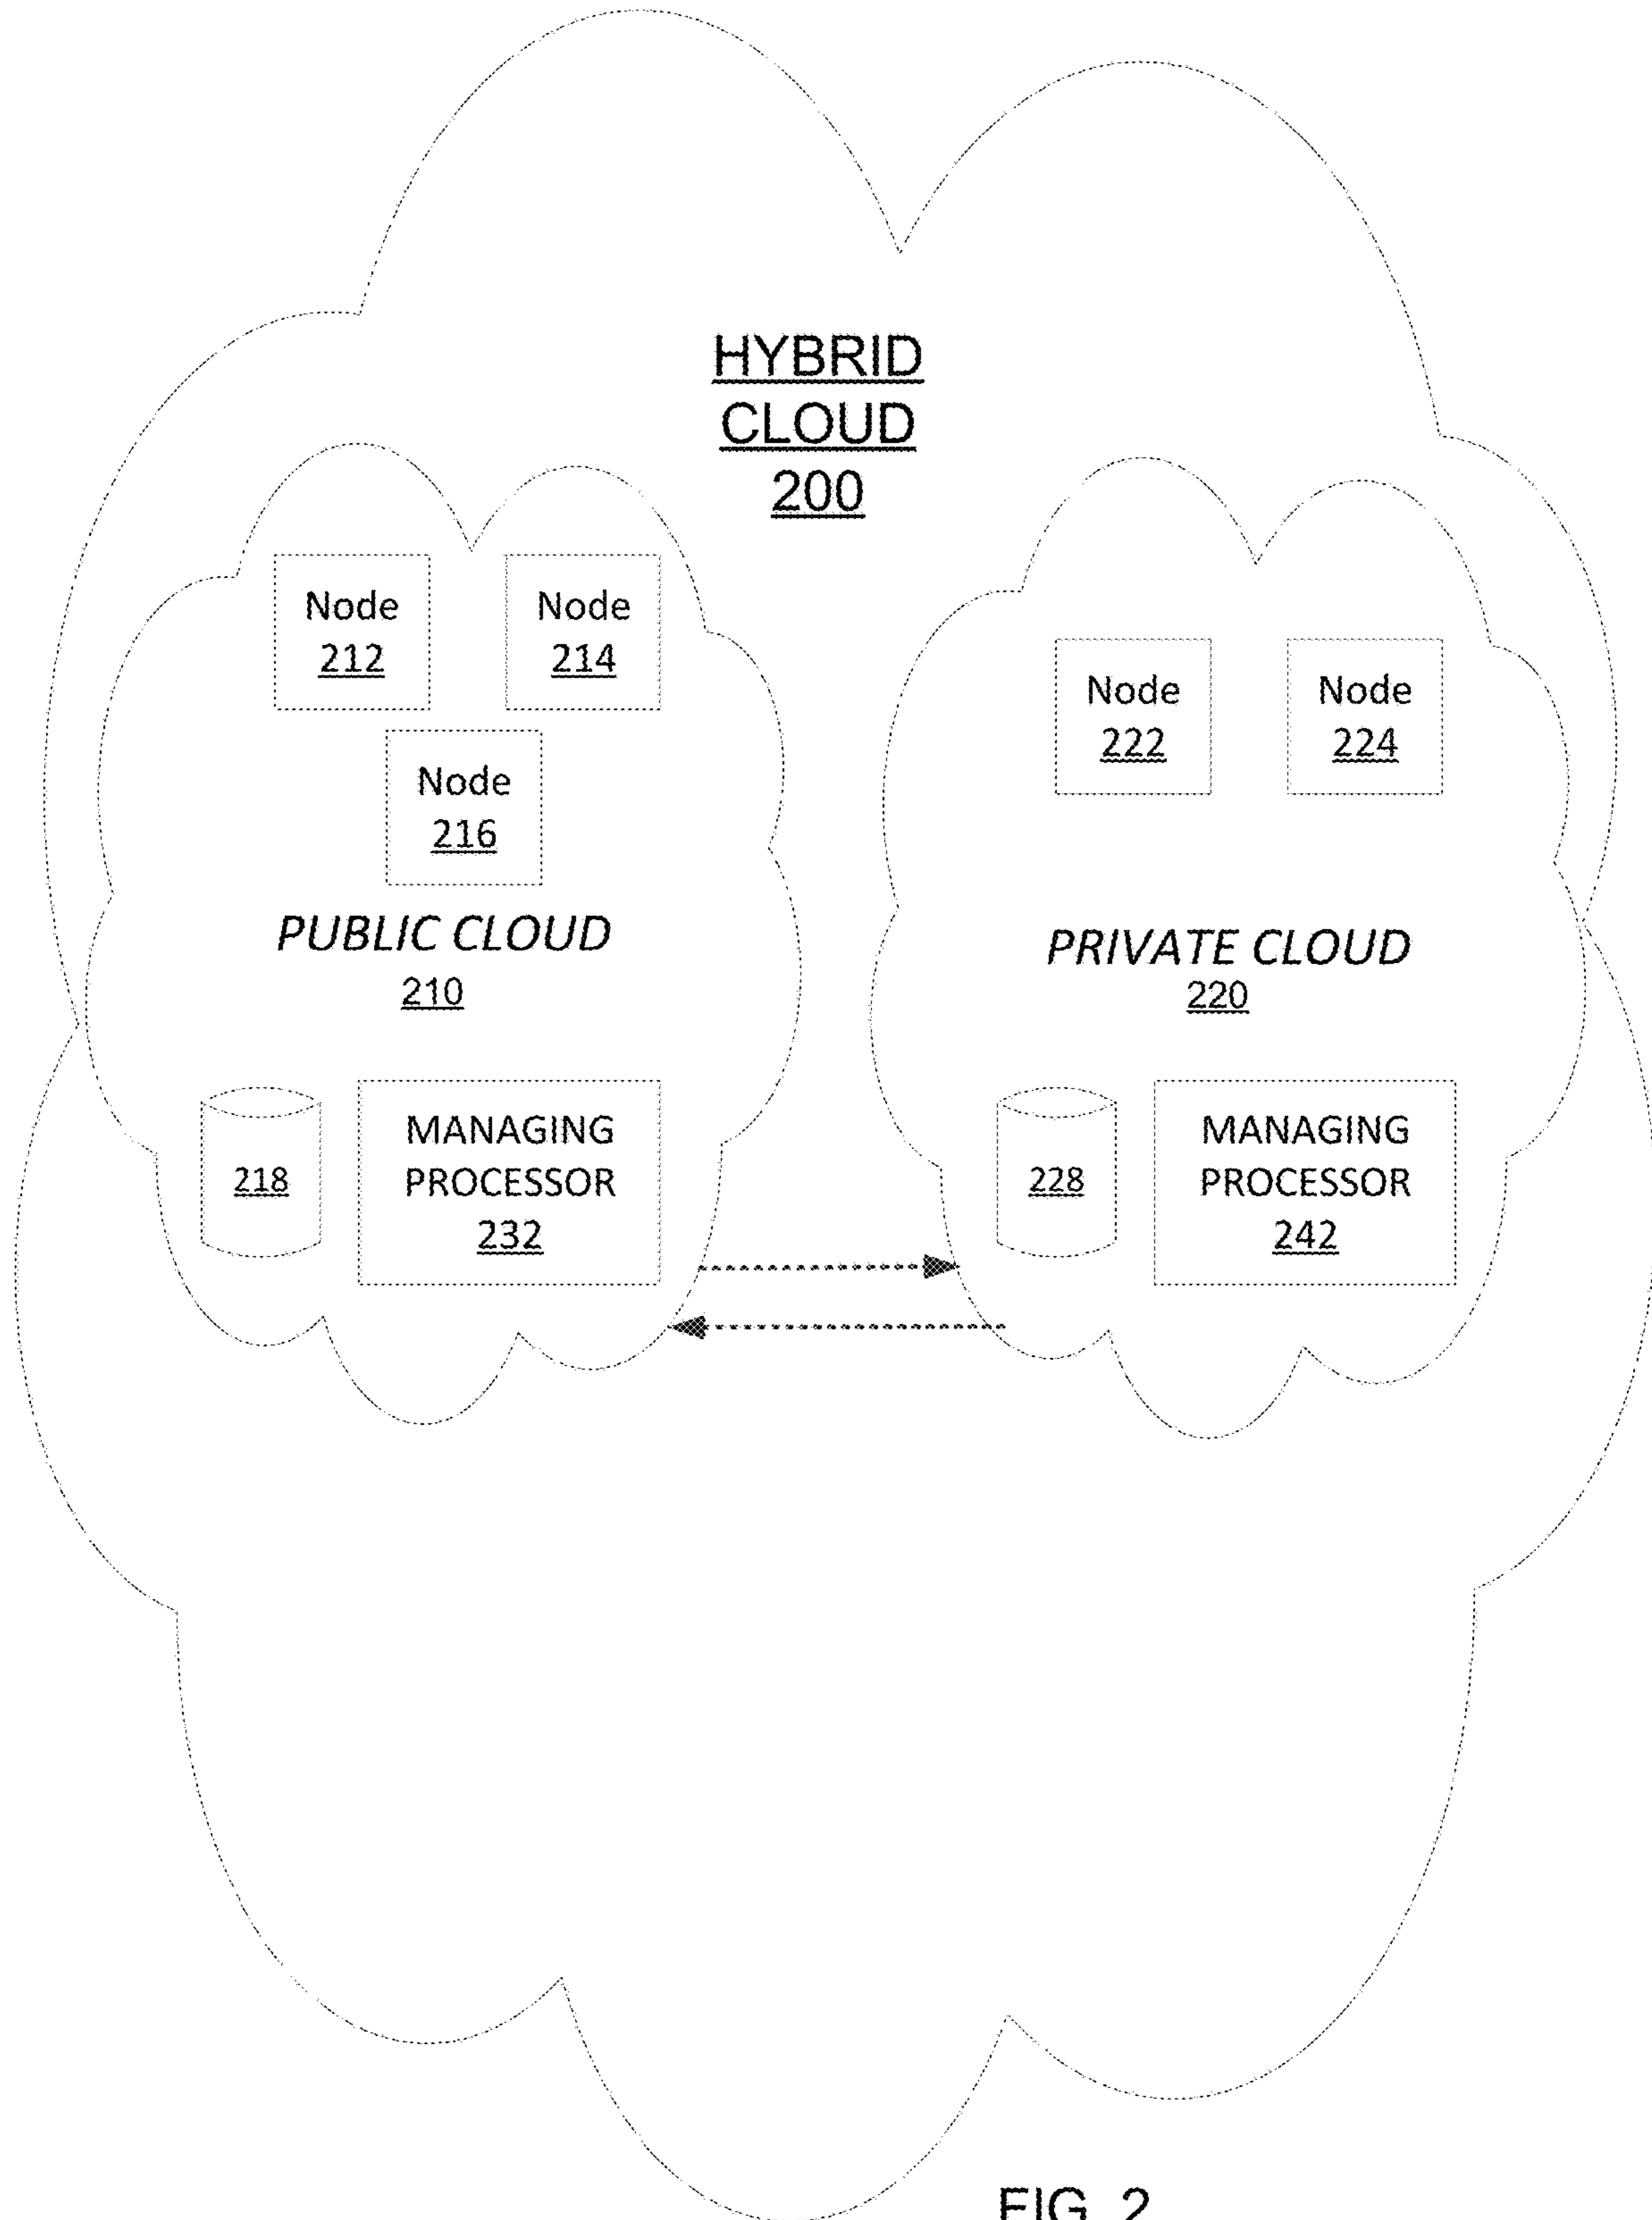 HYBRID
CLOUD
200
Node
212
Node
214
Node
216
PUBLIC CLOUD
210
218
MANAGING
PROCESSOR
232
Node
222
Node
224
PRIVATE CLOUD
220
228
MANAGING
PROCESSOR
242
FIG. 2